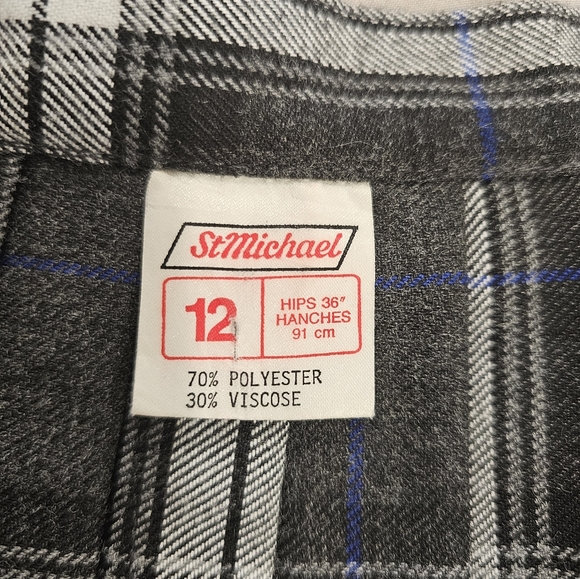 StMichael
12
HIPS 36"
HANCHES
91 cm
70% POLYESTER
30% VISCOSE